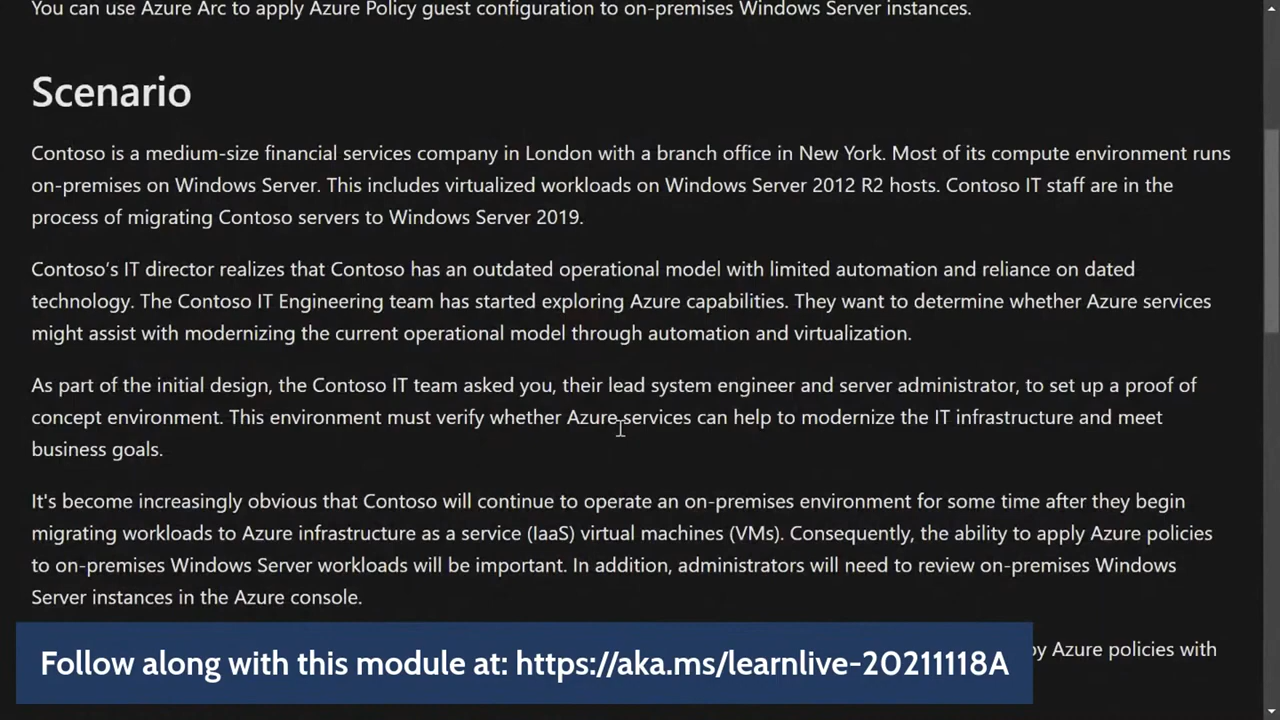 You can use Azure Arc to apply Azure Policy guest configuration to on-premises Windows Server instances.
Scenario
Contoso is a medium-size financial services company in London with a branch office in New York. Most of its compute environment runs
on-premises on Windows Server. This includes virtualized workloads on Windows Server 2012 R2 hosts. Contoso IT staff are in the
process of migrating Contoso servers to Windows Server 2019.
Contoso’s IT director realizes that Contoso has an outdated operational model with limited automation and reliance on dated
technology. The Contoso IT Engineering team has started exploring Azure capabilities. They want to determine whether Azure services
might assist with modernizing the current operational model through automation and virtualization.
As part of the initial design, the Contoso IT team asked you, their lead system engineer and server administrator, to set up a proof of
concept environment. This environment must verify whether Azure services can help to modernize the IT infrastructure and meet
business goals.
It's become increasingly obvious that Contoso will continue to operate an on-premises environment for some time after they begin
migrating workloads to Azure infrastructure as a service (IaaS) virtual machines (VMs). Consequently, the ability to apply Azure policies
to on-premises Windows Server workloads will be important. In addition, administrators will need to review on-premises Windows
Server instances in the Azure console.
by Azure policies with
Follow along with this module at: https://aka.ms/learnlive-20211118A